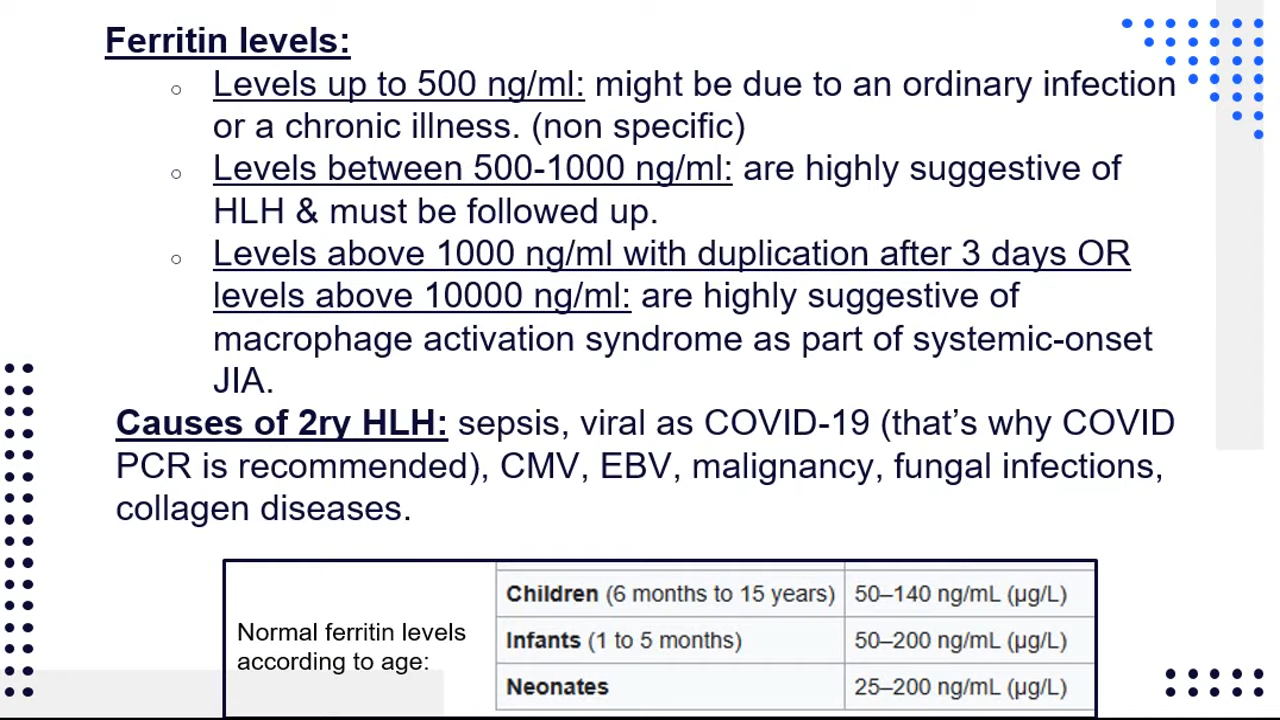 Ferritin levels:
○ Levels up to 500 ng/ml: might be due to an ordinary infection
or a chronic illness. (non specific)
○ Levels between 500-1000 ng/ml: are highly suggestive of
HLH & must be followed up.
○ Levels above 1000 ng/ml with duplication after 3 days OR
levels above 10000 ng/ml: are highly suggestive of
macrophage activation syndrome as part of systemic-onset
JIA.
Causes of 2ry HLH: sepsis, viral as COVID-19 (that’s why COVID
PCR is recommended), CMV, EBV, malignancy, fungal infections,
collagen diseases.
Normal ferritin levels
according to age:
Children (6 months to 15 years) 50–140 ng/mL (μg/L)
Infants (1 to 5 months) 50–200 ng/mL (μg/L)
Neonates 25–200 ng/mL (μg/L)